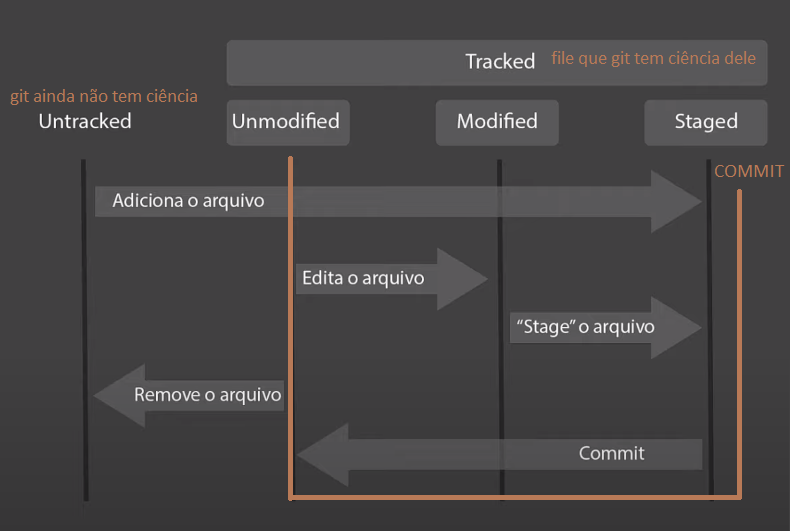 Tracked file que git tem ciência dele
git ainda não tem ciência
Untracked
Unmodified
Modified
Staged
COMMIT
Adiciona o arquivo
Edita o arquivo
“Stage” o arquivo
Remove o arquivo
Commit